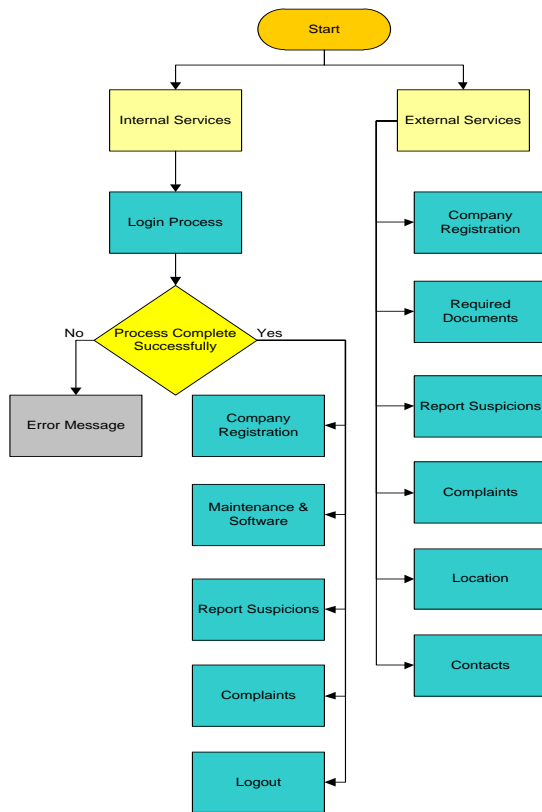 Start
Internal Services
External Services
Login Process
Company
Registration
Required
Documents
No
Process Complete
Successfully
Yes
Error Message
Company
Registration
Report Suspicions
Maintenance &
Software
Complaints
Report Suspicions
Location
Complaints
Contacts
Logout